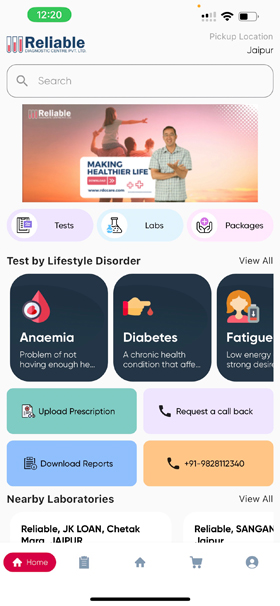 12:20
Reliable
DIAGNOSTIC CENTRE PVT. LTD.
Pickup Location
Jaipur
Search
Reliable
MAKING
HEALTHIER LIFE
Tests
Labs
Packages
Test by Lifestyle Disorder
View All
Anaemia
Problem of not
having enough he...
Diabetes
A chronic health
condition that affe...
Fatigue
Low energy
strong desire
Upload Prescription
Request a call back
Download Reports
+91-9828112340
Nearby Laboratories
View All
Reliable, JK LOAN, Chetak
Marg, JAIPUR
Reliable, SANGAN
Jaipur
Home